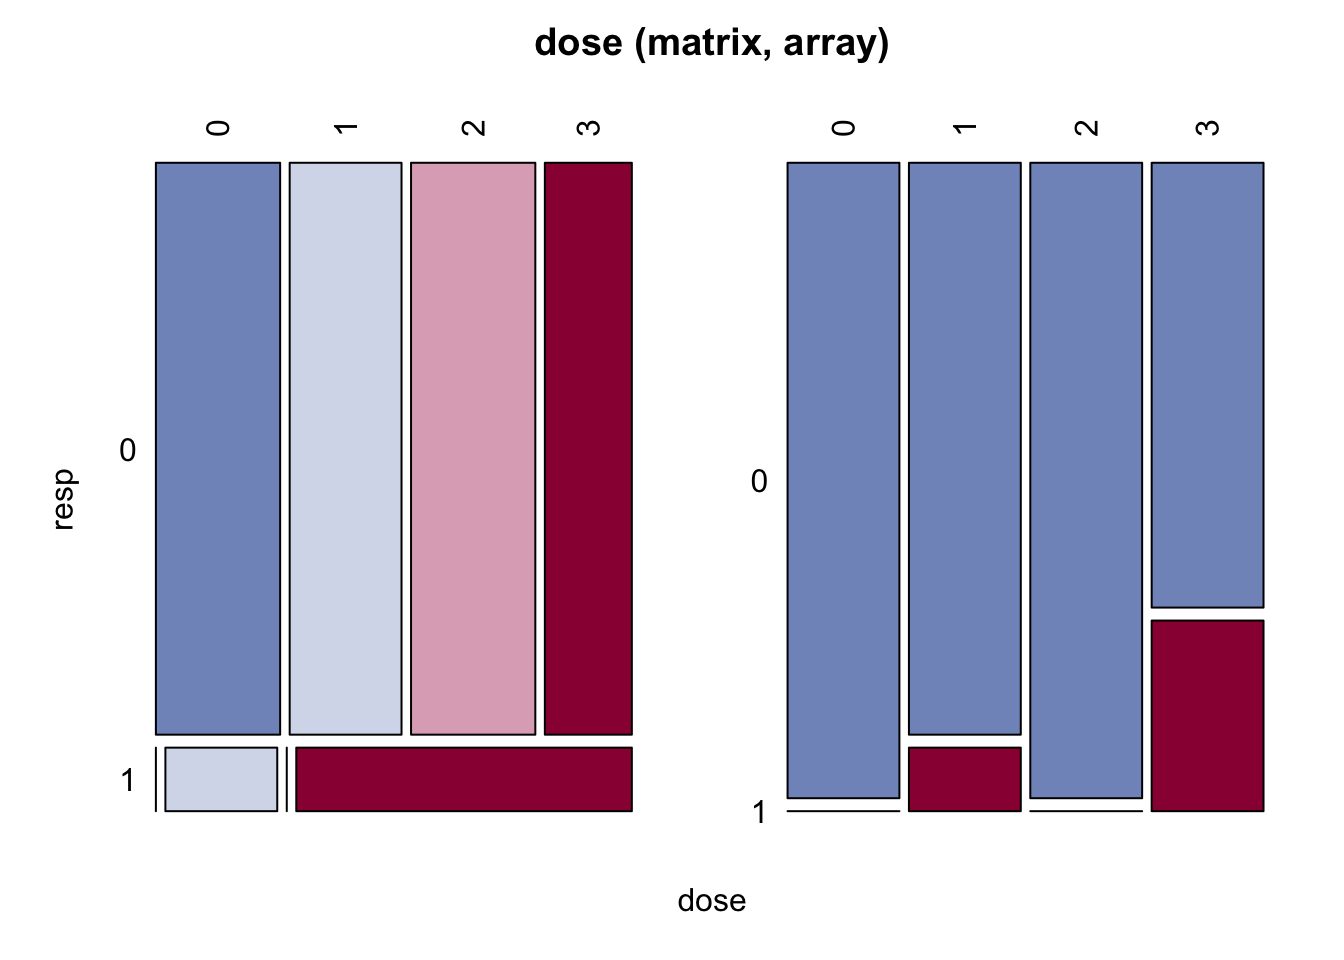 dose (matrix, array)
0 1 2 3
0 1 2 3
0
0
resp
1
1
dose